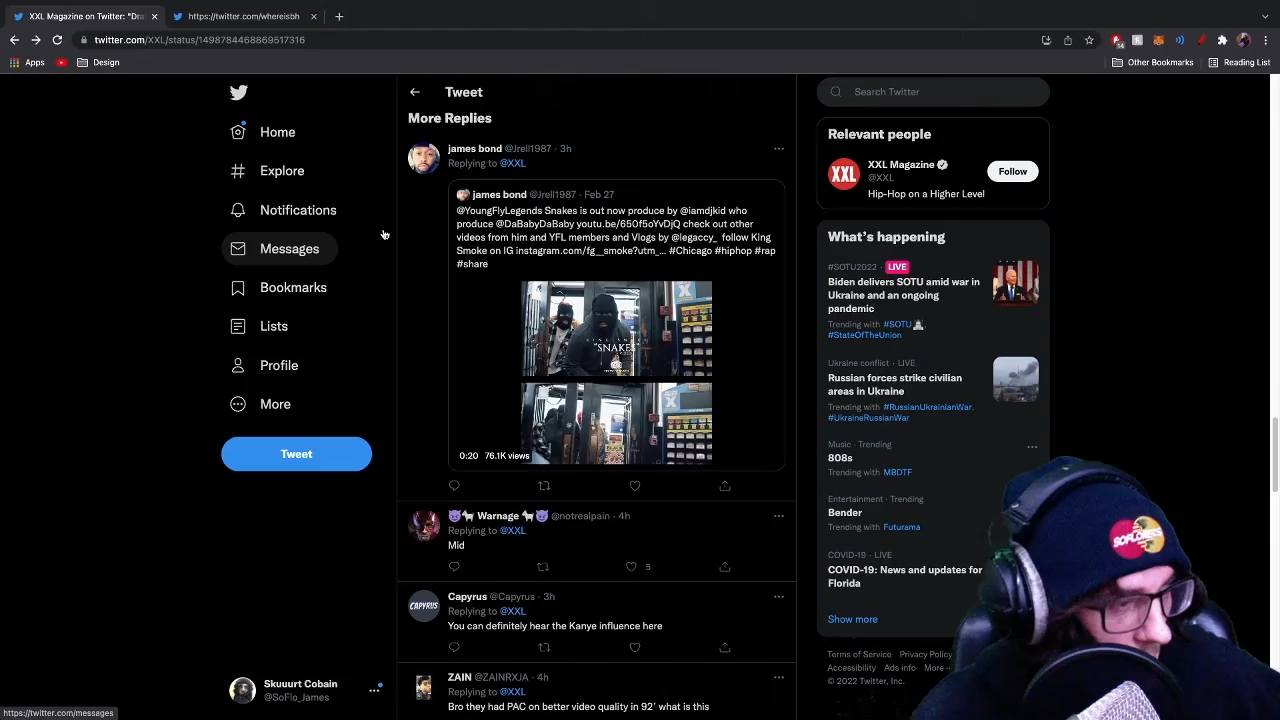 XXL Magazine on Twitter: "Dra
https://twitter.com/whereisbh
twitter.com/XXL/status/1498784468869517316
Apps
Design
Other Bookmarks
Reading List
Home
Explore
Notifications
Messages
Bookmarks
Lists
Profile
More
Tweet
Skuuurt Cobain
@SoFlo_James
https://twitter.com/messages
Tweet
More Replies
james bond @Jrell1987 · 3h
Replying to @XXL
james bond @Jrell1987 · Feb 27
@YoungFlyLegends Snakes is out now produce by @iamdjkid who
produce @DaBabyDaBaby youtu.be/650f5oYvDjQ check out other
videos from him and YFL members and Vlogs by @legaccy_ follow King
Smoke on IG instagram.com/fg__smoke?utm_... #Chicago #hiphop #rap
#share
"SNAKES"
0:20 76.1K views
Warnage @notrealpain · 4h
Replying to @XXL
Mid
5
Capyrus @Capyrus · 3h
CAPYRUS
Replying to @XXL
You can definitely hear the Kanye influence here
ZAIN @ZAINRXJA · 4h
Replying to @XXL
Bro they had PAC on better video quality in 92' what is this
Search Twitter
Relevant people
XXL
XXL Magazine
@XXL
Follow
Hip-Hop on a Higher Level
What's happening
#SOTU2022 · LIVE
Biden delivers SOTU amid war in
Ukraine and an ongoing
pandemic
Trending with #SOTU,
#StateOfTheUnion
Ukraine conflict · LIVE
Russian forces strike civilian
areas in Ukraine
Trending with #RussianUkrainianWar,
#UkraineRussianWar
Music · Trending
808s
Trending with MBDTF
Entertainment · Trending
Bender
Trending with Futurama
COVID-19 · LIVE
COVID-19: News and updates for
Florida
Show more
Terms of Service Privacy Policy
Accessibility Ads info More
© 2022 Twitter, Inc.
SOFLOJESS